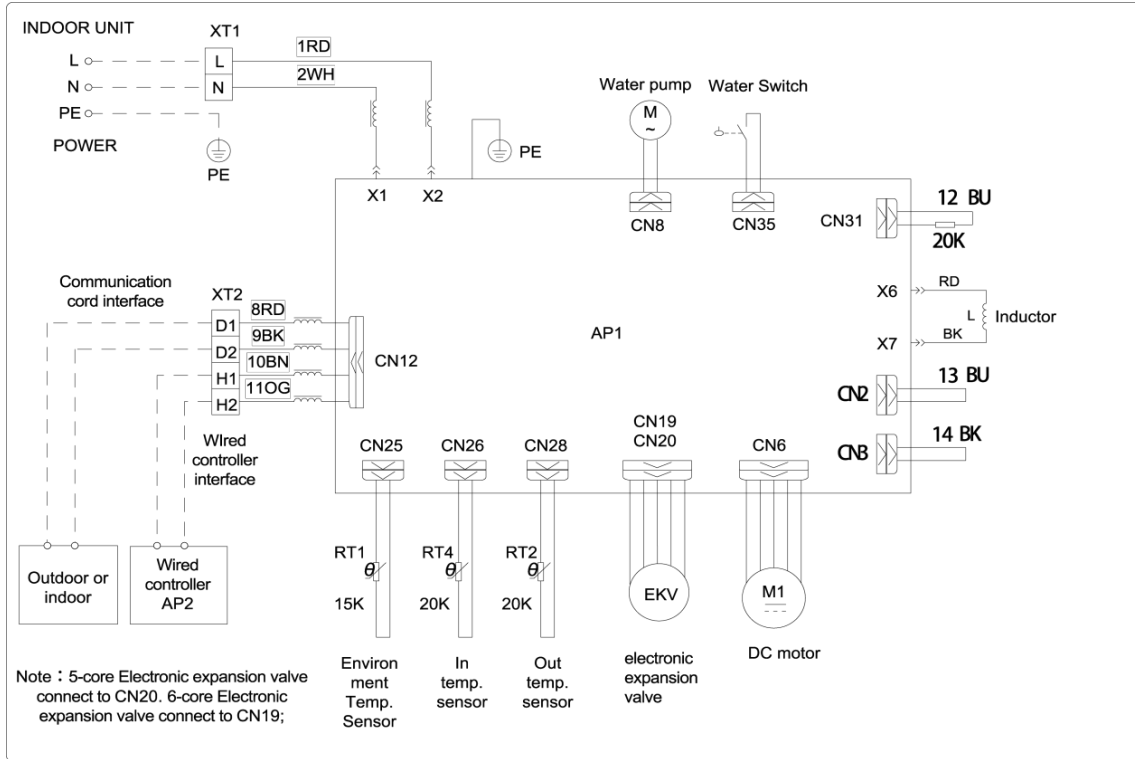 INDOOR UNIT
XT1
L
L
1RD
N
N
2WH
PE
POWER
PE
PE
X1
X2
Water pump
M
~
Water Switch
CN8
CN35
CN31
12 BU
20K
X6
RD
L
Inductor
X7
BK
AP1
CN2
13 BU
CN3
14 BK
Communication
cord interface
XT2
D1
8RD
D2
9BK
H1
10BN
H2
11OG
CN12
WIred
controller
interface
CN25
CN26
CN28
CN19
CN20
CN6
Outdoor or
indoor
Wired
controller
AP2
RT1
θ
15K
RT4
θ
20K
RT2
θ
20K
EKV
M1
Environ
ment
Temp.
Sensor
In
temp.
sensor
Out
temp.
sensor
electronic
expansion
valve
DC motor
Note：5-core Electronic expansion valve
connect to CN20. 6-core Electronic
expansion valve connect to CN19;